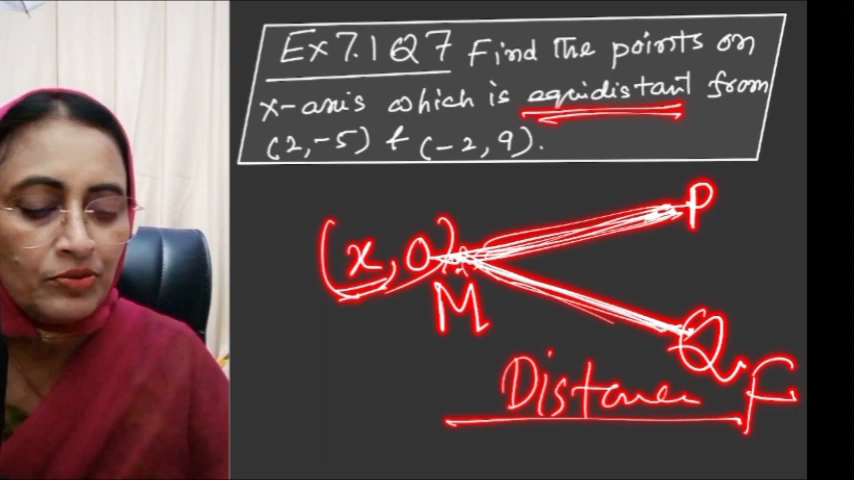 Ex 7.1 Q7 Find the points on
x-axis which is equidistant from
(2,-5) & (-2, 9).
P
(x, 0)
M
Q
Distance F